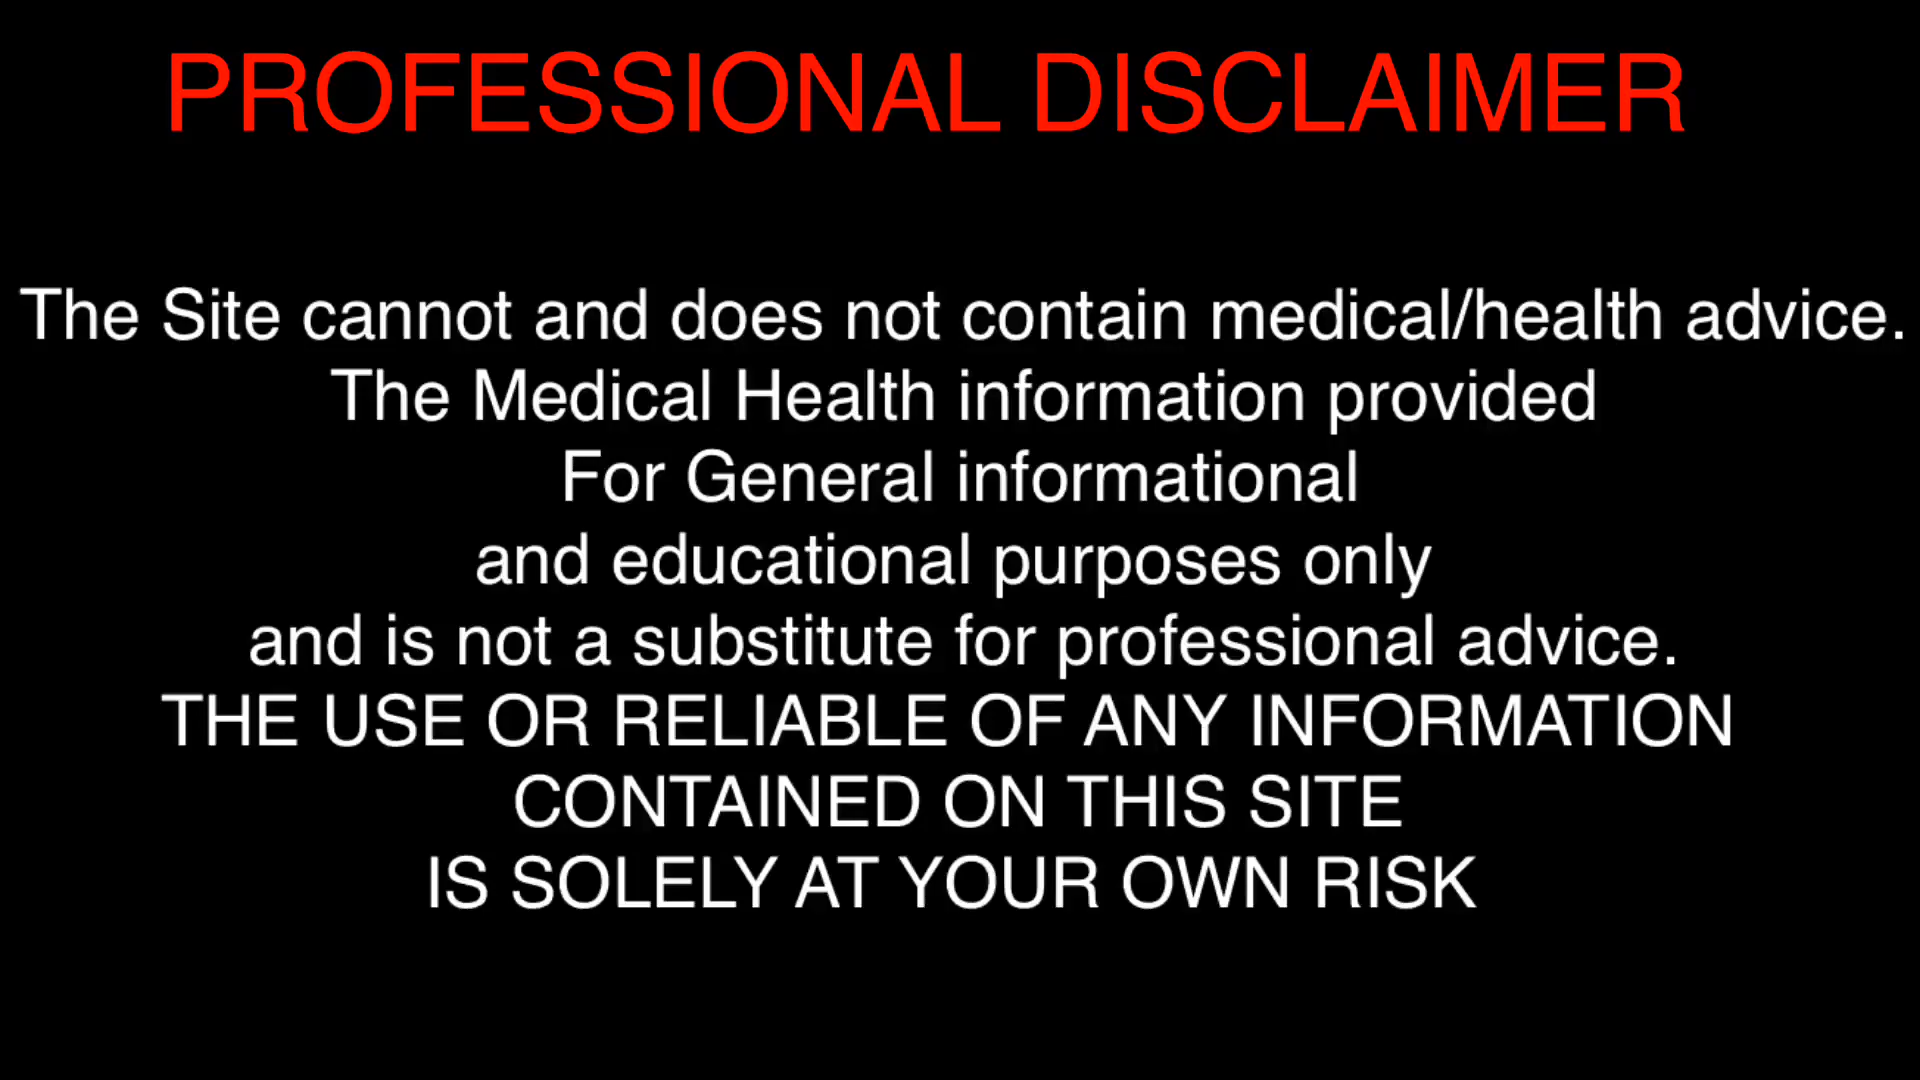 PROFESSIONAL DISCLAIMER
The Site cannot and does not contain medical/health advice.
The Medical Health information provided
For General informational
and educational purposes only
and is not a substitute for professional advice.
THE USE OR RELIABLE OF ANY INFORMATION
CONTAINED ON THIS SITE
IS SOLELY AT YOUR OWN RISK